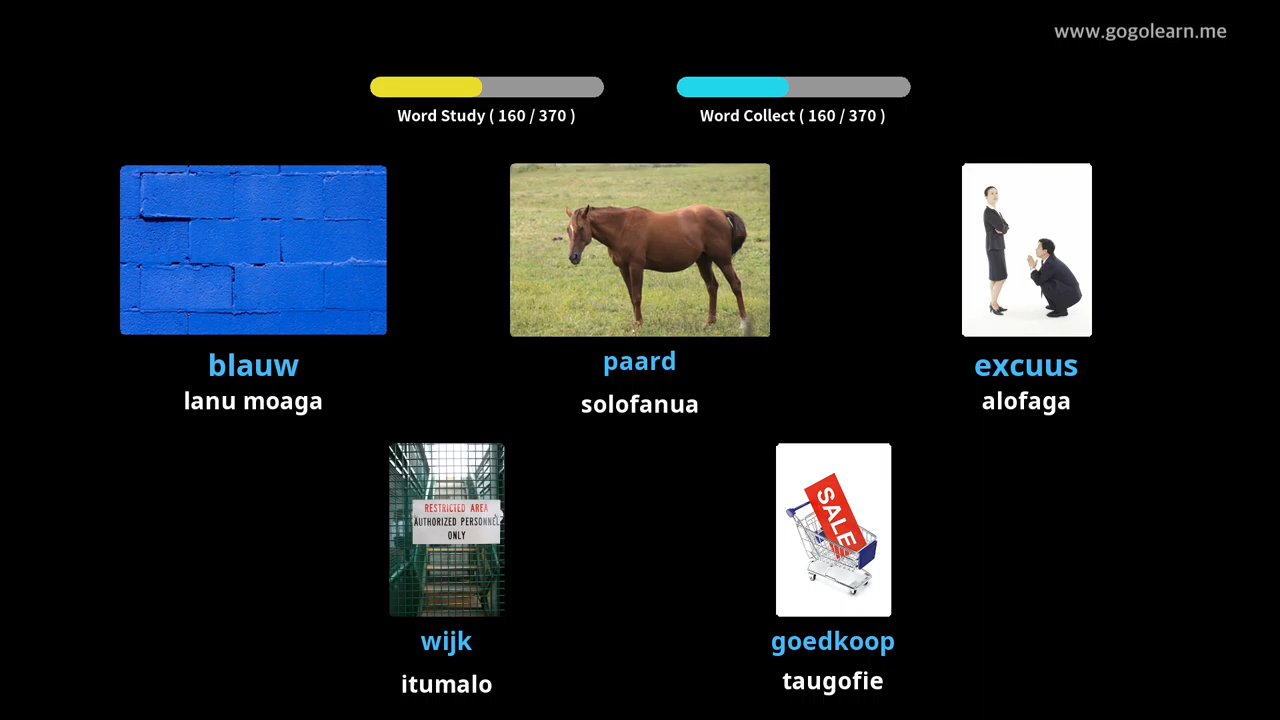 www.gogolearn.me
Word Study ( 160 / 370 )
Word Collect ( 160 / 370 )
blauw
lanu moaga
paard
solofanua
excuus
alofaga
RESTRICTED AREA
AUTHORIZED PERSONNEL
ONLY
wijk
itumalo
SALE
goedkoop
taugofie